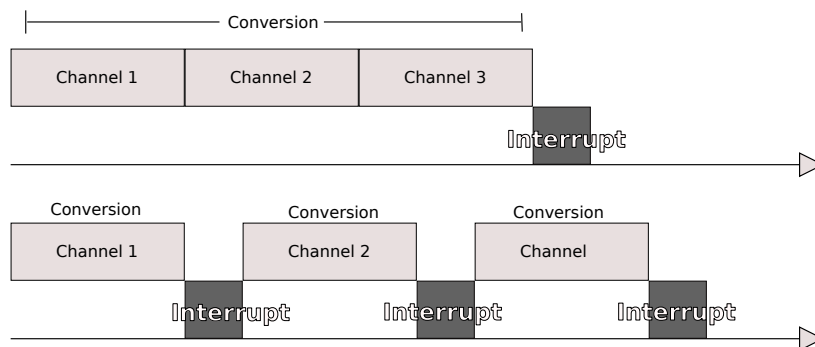 Conversion
Channel 1 Channel 2 Channel 3
Interrupt
Conversion Conversion Conversion
Channel 1 Channel 2 Channel
Interrupt Interrupt Interrupt